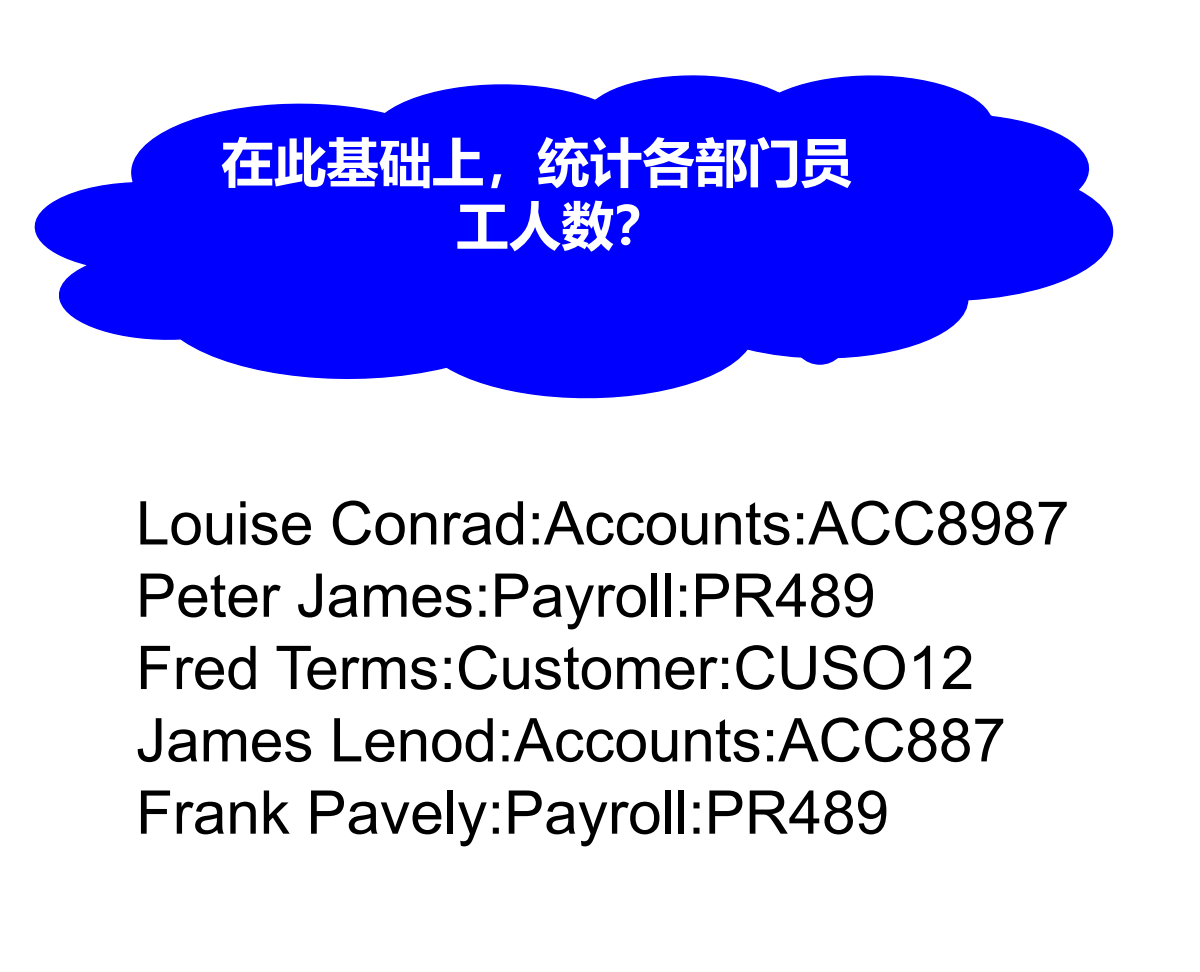 在此基础上，统计各部门员
工人数？
Louise Conrad:Accounts:ACC8987
Peter James:Payroll:PR489
Fred Terms:Customer:CUSO12
James Lenod:Accounts:ACC887
Frank Pavely:Payroll:PR489